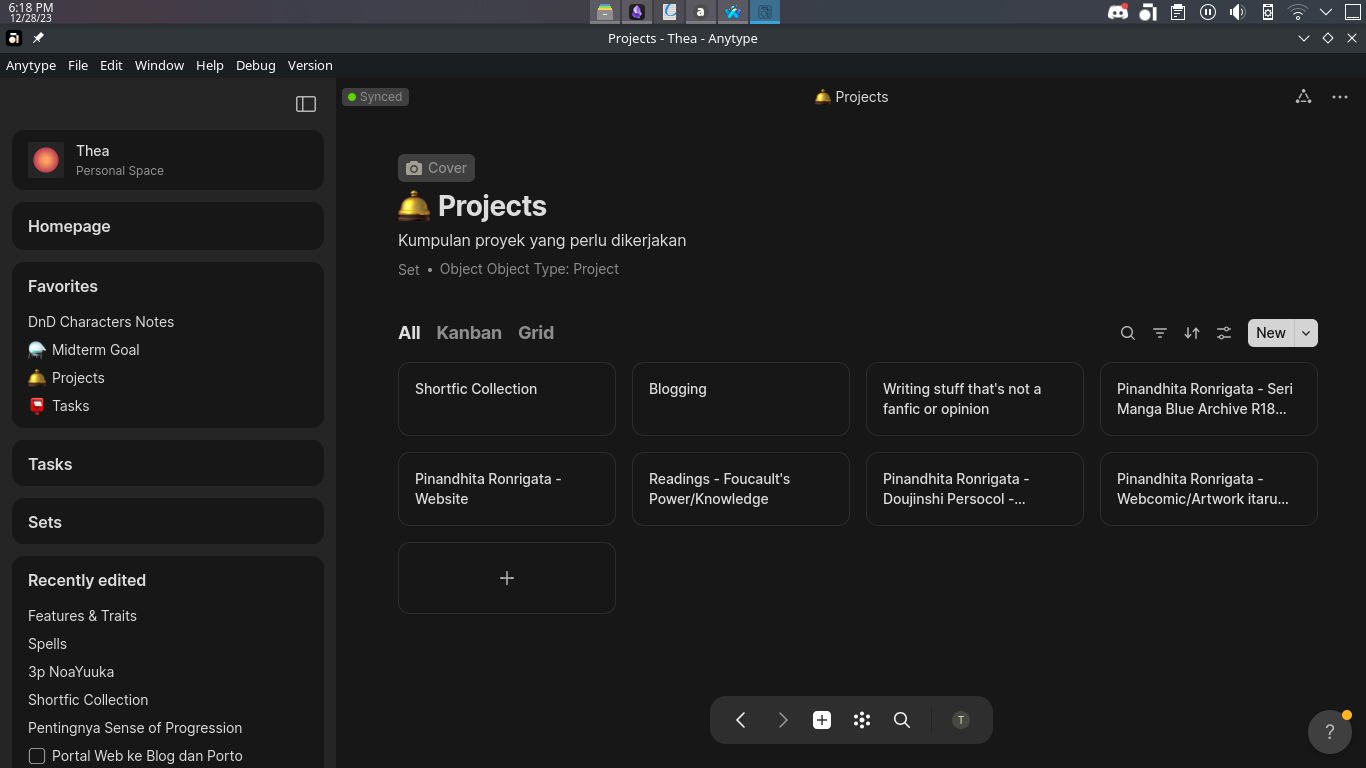 6:18 PM
12/28/23
Projects - Thea - Anytype
Anytype File Edit Window Help Debug Version
Synced
🛎️ Projects
Thea
Personal Space
Homepage
Favorites
DnD Characters Notes
Midterm Goal
Projects
Tasks
Tasks
Sets
Recently edited
Features & Traits
Spells
3p NoaYuuka
Shortfic Collection
Pentingnya Sense of Progression
Portal Web ke Blog dan Porto
Cover
Projects
Kumpulan proyek yang perlu dikerjakan
Set • Object Object Type: Project
All Kanban Grid
New
Shortfic Collection
Blogging
Writing stuff that's not a
fanfic or opinion
Pinandhita Ronrigata - Seri
Manga Blue Archive R18...
Pinandhita Ronrigata -
Website
Readings - Foucault's
Power/Knowledge
Pinandhita Ronrigata -
Doujinshi Persocol -...
Pinandhita Ronrigata -
Webcomic/Artwork itaru...
T
?